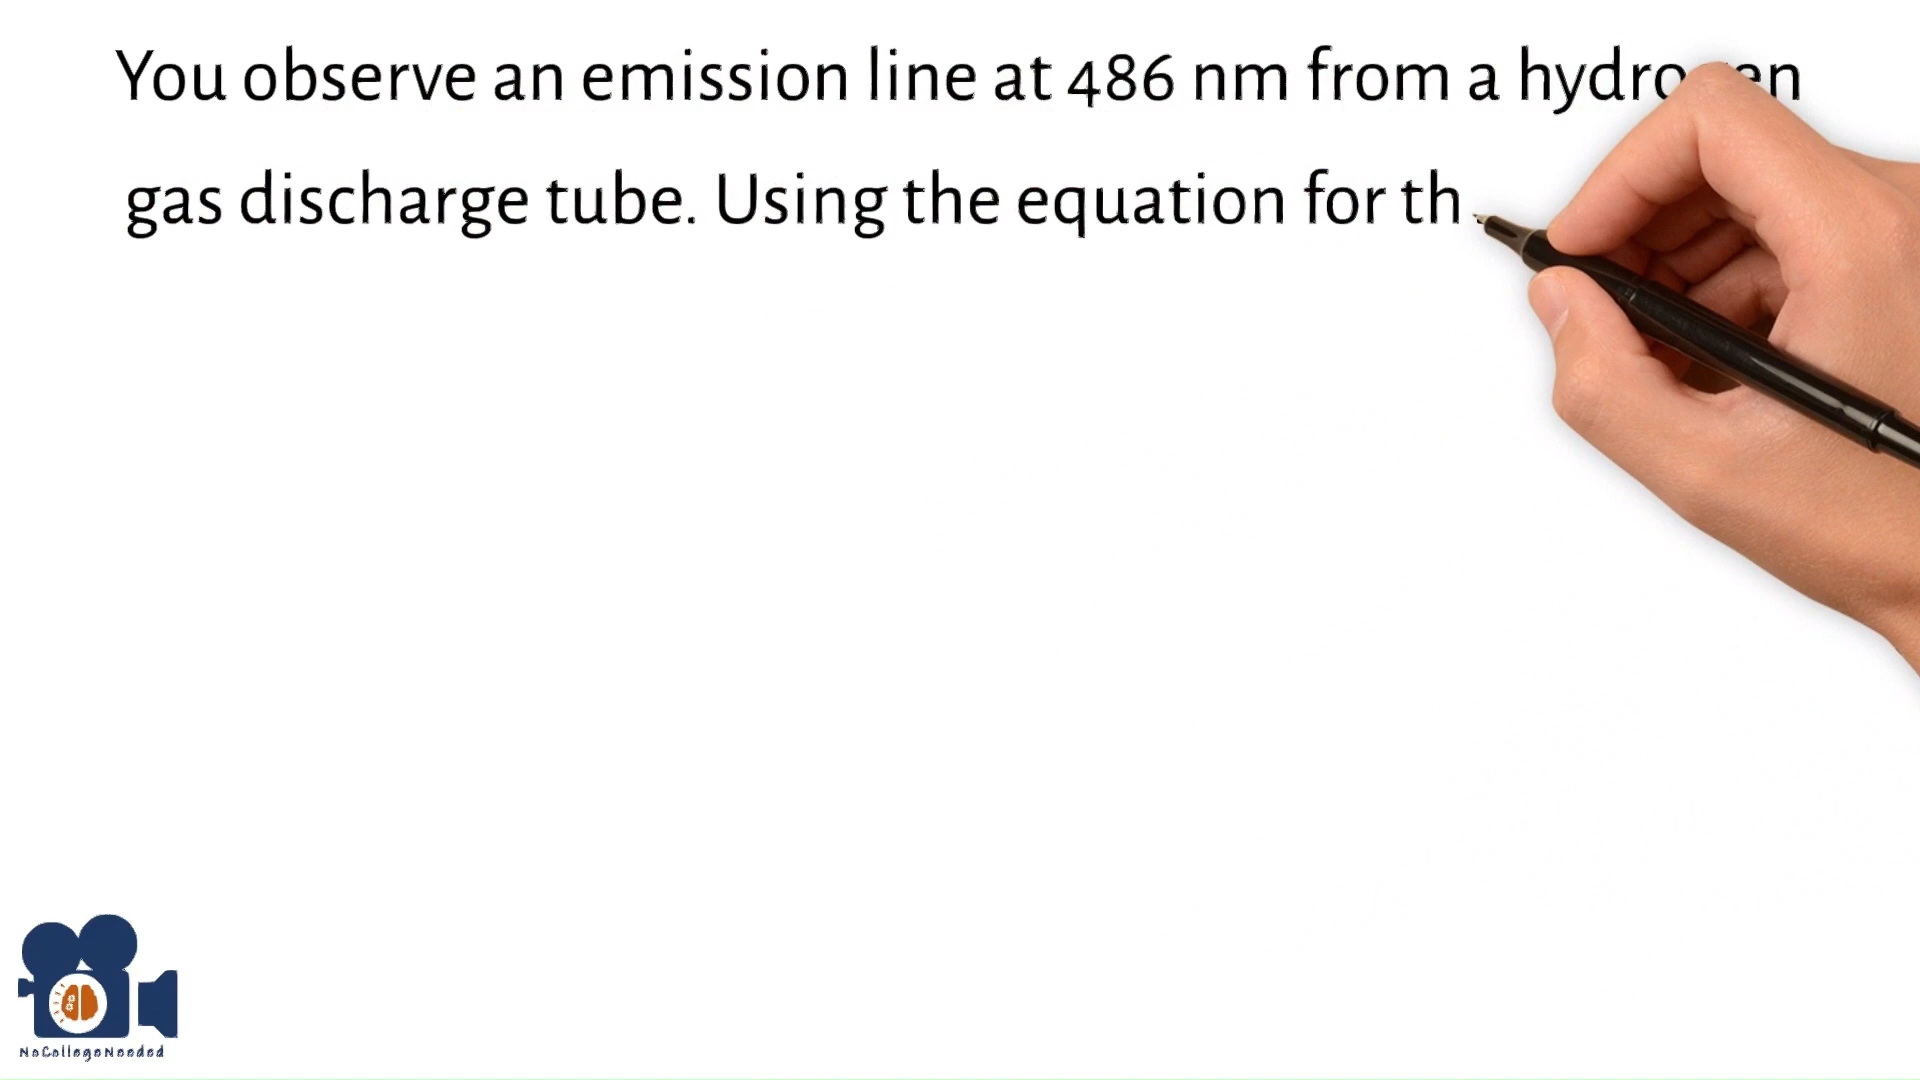 You observe an emission line at 486 nm from a
gas discharge tube. Using the equation for th
NoCollegeNeeded